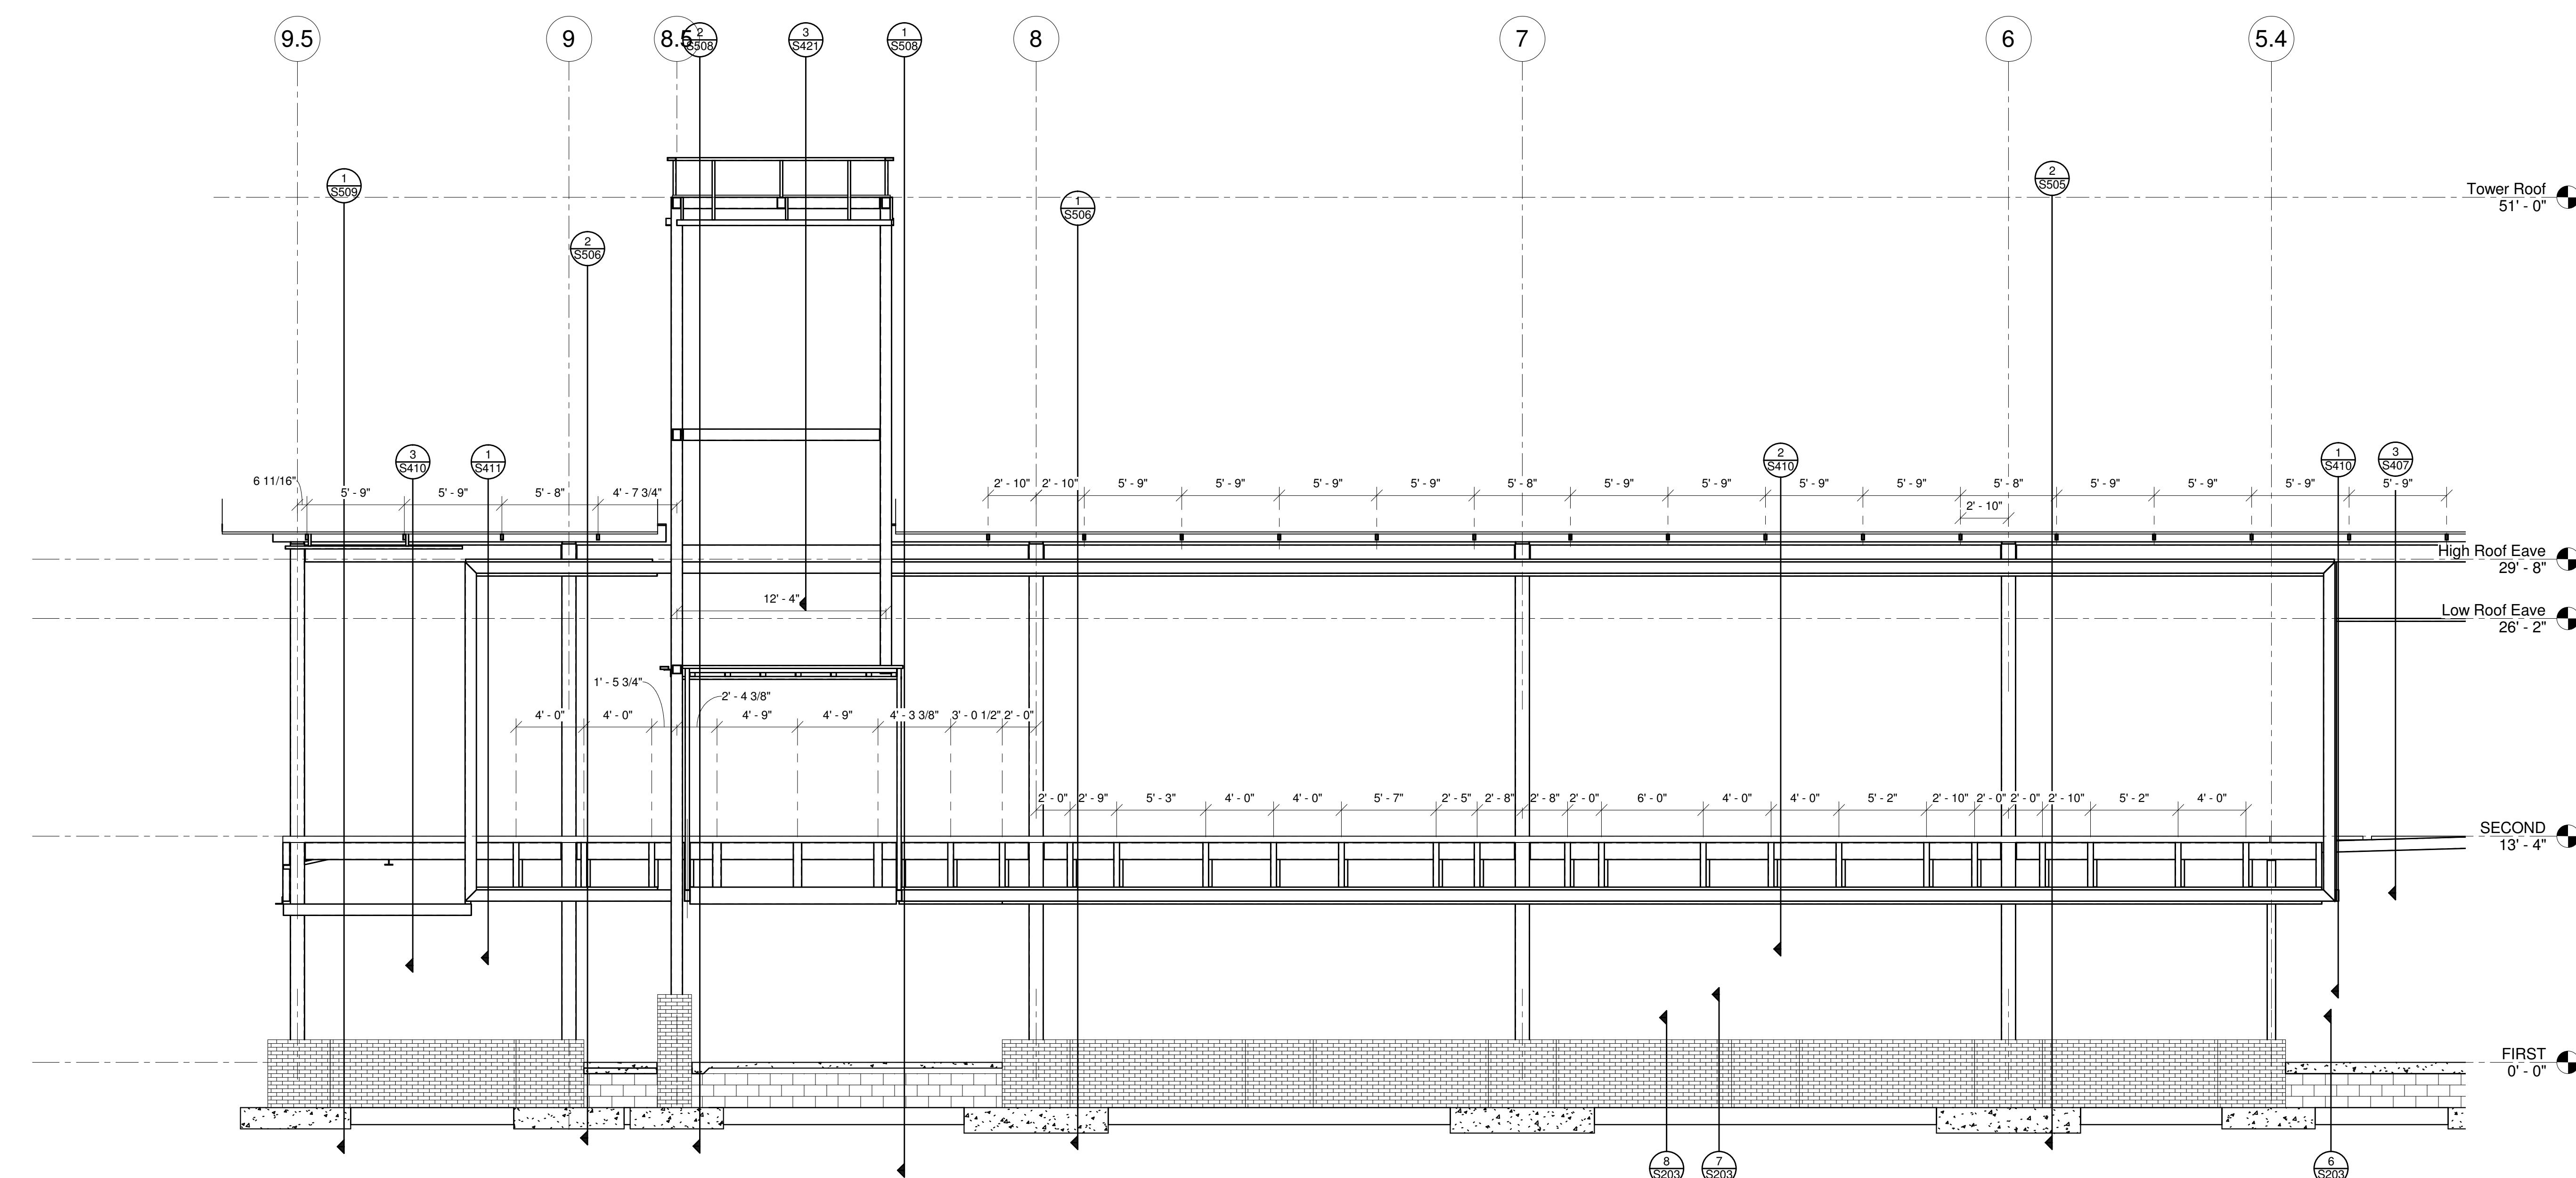 9.5
9
8.5
2
S508
3
S421
1
S508
8
7
6
5.4
1
S509
2
S505
Tower Roof
51' - 0"
1
S506
2
S506
3
S410
1
S411
2
S410
1
S410
3
S407
6 11/16"
5' - 9"
5' - 9"
5' - 8"
4' - 7 3/4"
2' - 10"
2' - 10"
5' - 9"
5' - 9"
5' - 9"
5' - 9"
5' - 8"
5' - 9"
5' - 9"
5' - 9"
5' - 9"
5' - 8"
5' - 9"
5' - 9"
5' - 9"
5' - 9"
2' - 10"
High Roof Eave
29' - 8"
12' - 4"
Low Roof Eave
26' - 2"
1' - 5 3/4"
2' - 4 3/8"
4' - 0"
4' - 0"
4' - 9"
4' - 9"
4' - 3 3/8"
3' - 0 1/2"
2' - 0"
2' - 0"
2' - 9"
5' - 3"
4' - 0"
4' - 0"
5' - 7"
2' - 5"
2' - 8"
2' - 8"
2' - 0"
6' - 0"
4' - 0"
4' - 0"
5' - 2"
2' - 10"
2' - 0"
2' - 0"
2' - 10"
5' - 2"
4' - 0"
SECOND
13' - 4"
FIRST
0' - 0"
8
S203
7
S203
6
S203